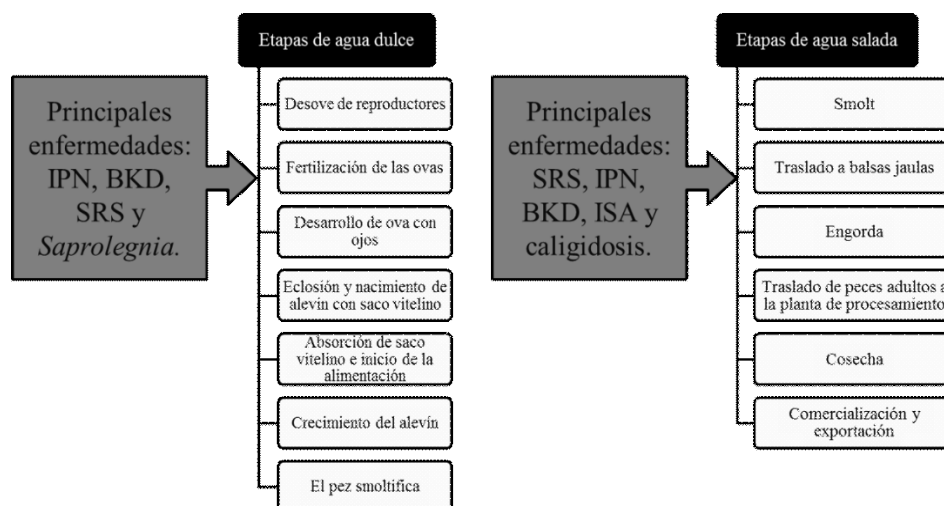 Etapas de agua dulce
Principales
enfermedades:
IPN, BKD,
SRS y
Saprolegnia.
Desove de reproductores
Fertilización de las ovas
Desarrollo de ova con
ojos
Eclosión y nacimiento de
alevín con saco vitelino
Absorción de saco
vitelino e inicio de la
alimentación
Crecimiento del alevín
El pez smoltifica
Etapas de agua salada
Principales
enfermedades:
SRS, IPN,
BKD, ISA y
caligidosis.
Smolt
Traslado a balsas jaulas
Engorda
Traslado de peces adultos a
la planta de procesamiento
Cosecha
Comercialización y
exportación